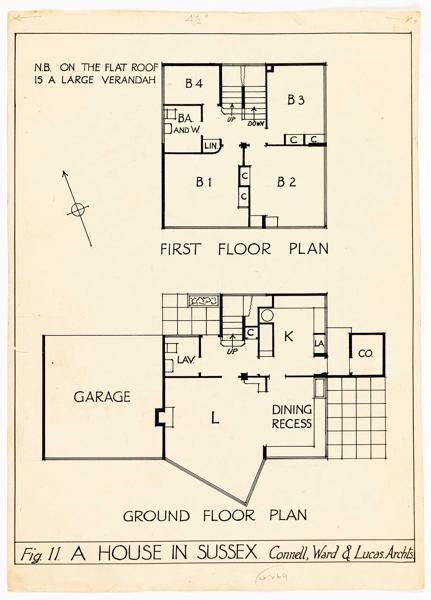 4½"
N.B. ON THE FLAT ROOF
IS A LARGE VERANDAH
B 4
B 3
UP
DOWN
BA.
AND W.
LIN.
C
C
C
C
B 1
B 2
FIRST FLOOR PLAN
C
K
UP
LAV.
LA
CO.
GARAGE
L
DINING
RECESS
GROUND FLOOR PLAN
Fig. 11. A HOUSE IN SUSSEX. Connell, Ward & Lucas. Archts.